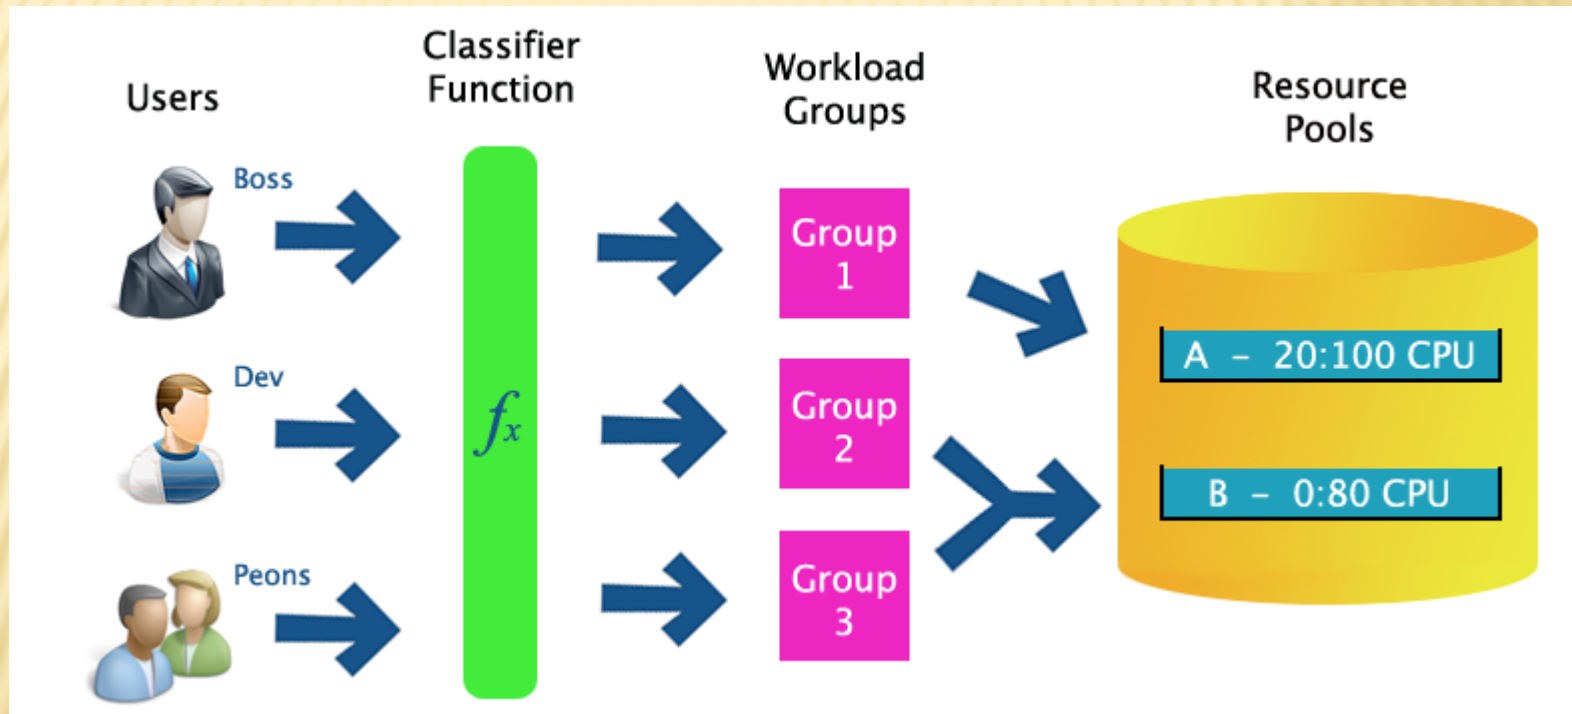 Users
Classifier
Function
Workload
Groups
Resource
Pools
Boss
Dev
Peons
fx
Group
1
Group
2
Group
3
A – 20:100 CPU
B – 0:80 CPU